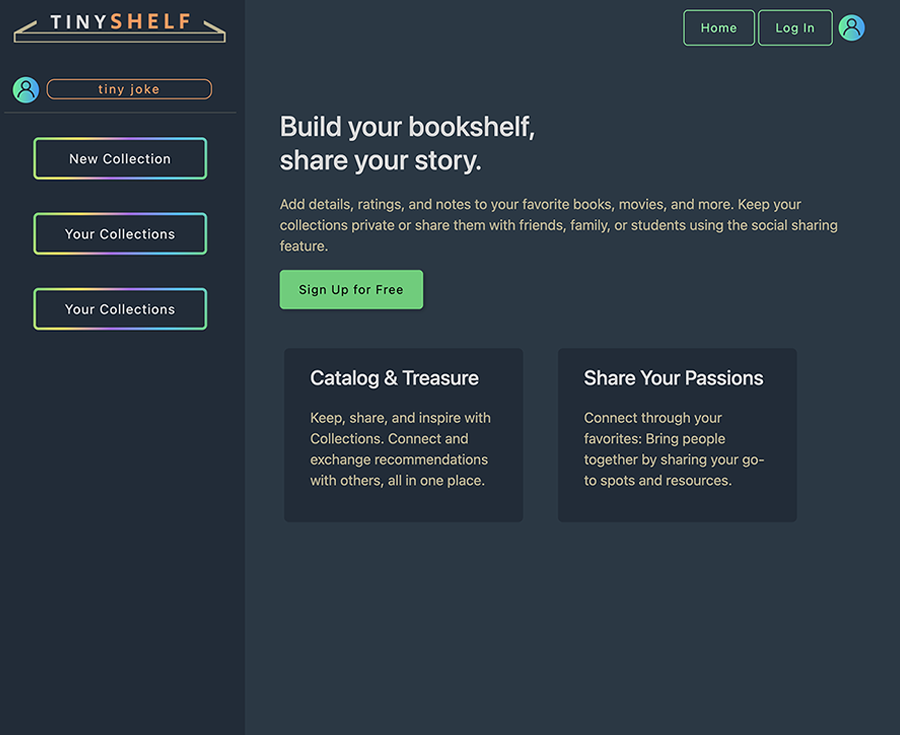 TINYSHELF
tiny joke
New Collection
Your Collections
Your Collections
Home
Log In
Build your bookshelf,
share your story.
Add details, ratings, and notes to your favorite books, movies, and more. Keep your
collections private or share them with friends, family, or students using the social sharing
feature.
Sign Up for Free
Catalog & Treasure
Keep, share, and inspire with
Collections. Connect and
exchange recommendations
with others, all in one place.
Share Your Passions
Connect through your
favorites: Bring people
together by sharing your go-
to spots and resources.